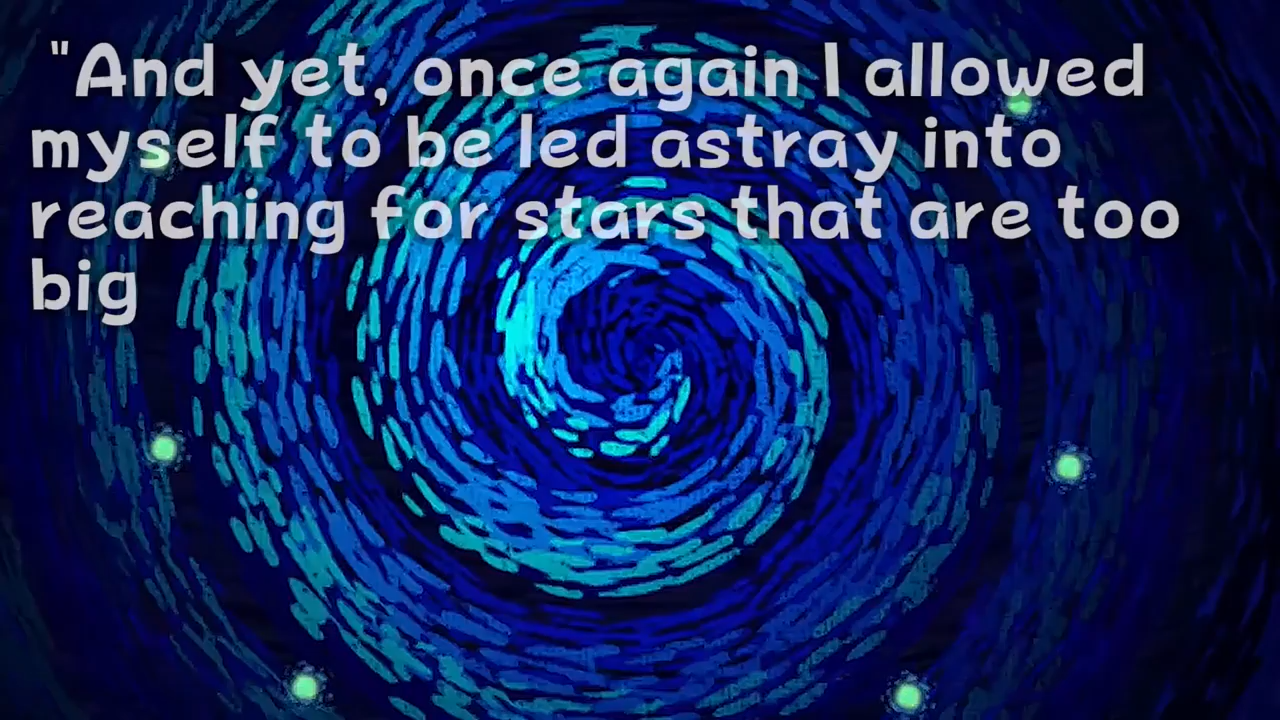 "And yet, once again I allowed
myself to be led astray into
reaching for stars that are too
big